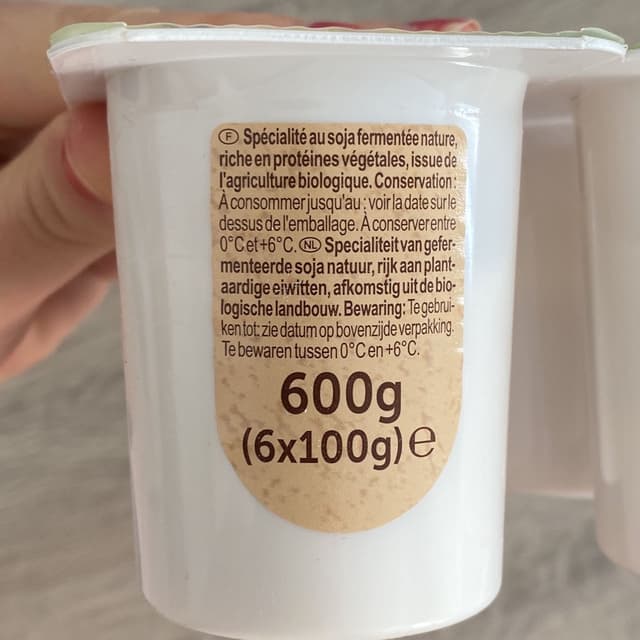 F Spécialité au soja fermentée nature,
riche en protéines végétales, issue de
l'agriculture biologique. Conservation:
À consommer jusqu'au : voir la date sur le
dessus de l'emballage. À conserver entre
0°C et +6°C. NL Specialiteit van gefer-
menteerde soja natuur, rijk aan plant-
aardige eiwitten, afkomstig uit de bio-
logische landbouw. Bewaring: Te gebrui-
ken tot: zie datum op bovenzijde verpakking.
Te bewaren tussen 0°C en +6°C.
600g
(6x100g) e